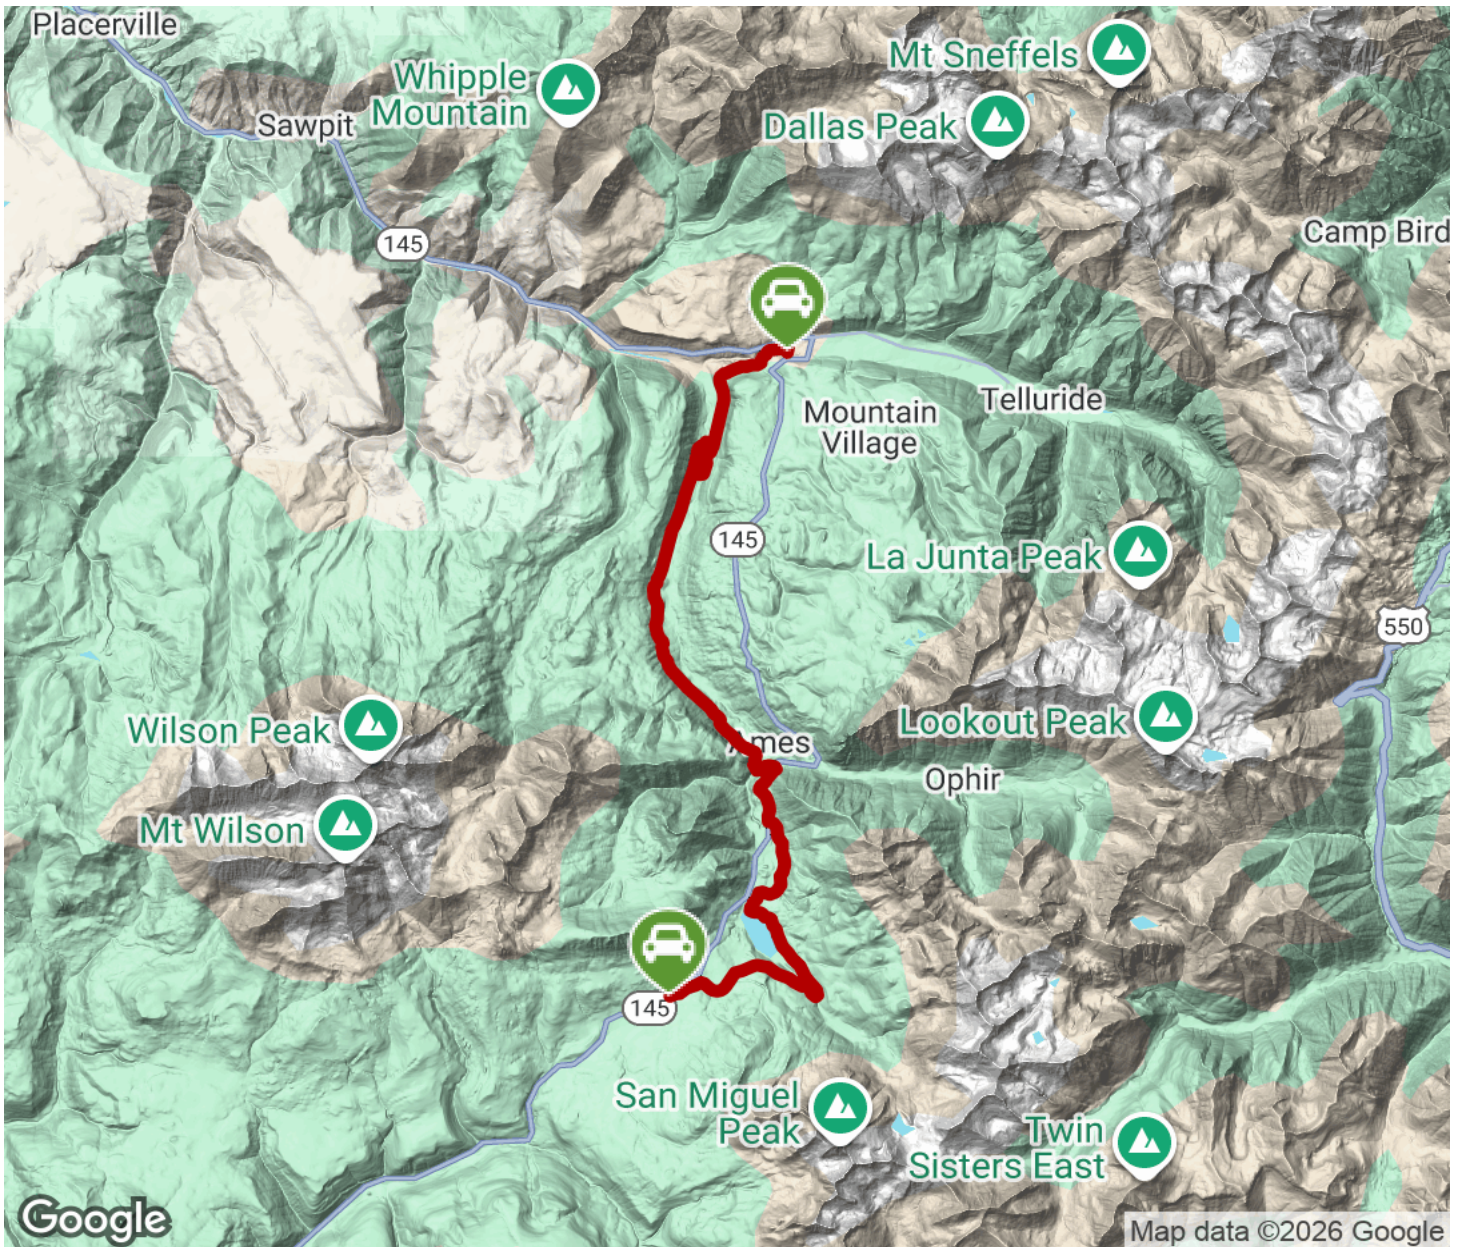 Placerville
Mt Sneffels
Whipple
Mountain
Dallas Peak
Sawpit
Camp Bird
145
Telluride
Mountain
Village
145
La Junta Peak
550
Wilson Peak
Lookout Peak
Ames
Ophir
Mt Wilson
145
San Miguel
Peak
Twin
Sisters East
Google
Map data ©2026 Google